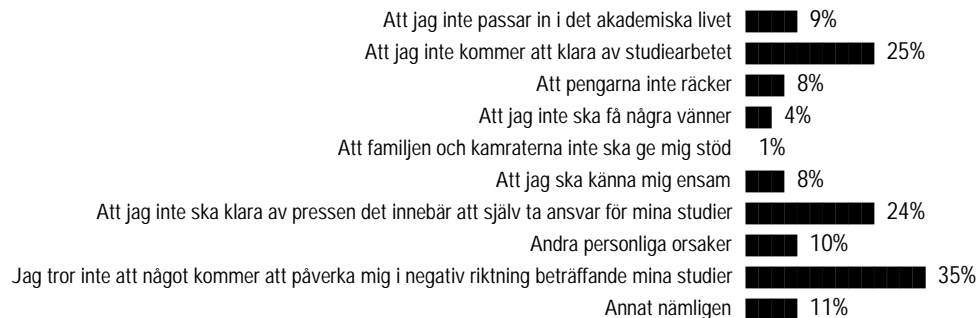 Att jag inte passar in i det akademiska livet 9%
Att jag inte kommer att klara av studiearbetet 25%
Att pengarna inte räcker 8%
Att jag inte ska få några vänner 4%
Att familjen och kamraterna inte ska ge mig stöd 1%
Att jag ska känna mig ensam 8%
Att jag inte ska klara av pressen det innebär att själv ta ansvar för mina studier 24%
Andra personliga orsaker 10%
Jag tror inte att något kommer att påverka mig i negativ riktning beträffande mina studier 35%
Annat nämligen 11%